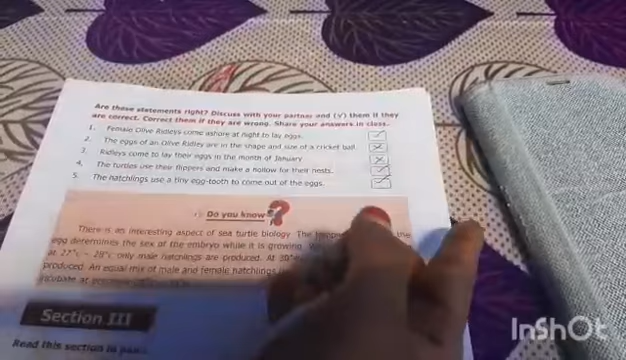 Are these statements right? Discuss with your partner and (√) them if they
are correct. Correct them if they are wrong. Share your answers in class.
1. Female Olive Ridleys come ashore at night to lay eggs.
2. The eggs of an Olive Ridley are in the shape and size of a cricket ball.
3. Ridleys come to lay their eggs in the month of January
4. The turtles use their flippers and make a hollow for their nests.
5. The hatchlings use a tiny egg-tooth to come out of the eggs.
Do you know ?
There is an interesting aspect of sea turtle biology. The the
egg determines the sex of the embryo while it is growing.
at 27°c - 28°c only male hatchlings are produced. At 30°
produced. An equal mix of male and female hatchlings
incubate at
Section III
Read this section in
InShOt